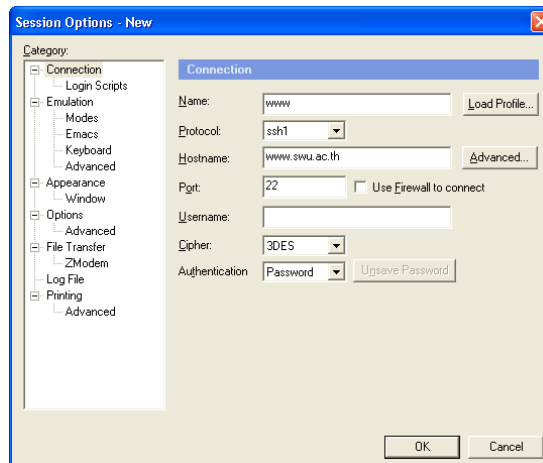 Session Options - New
Category:
Connection
Login Scripts
Emulation
Modes
Emacs
Keyboard
Advanced
Appearance
Window
Options
Advanced
File Transfer
ZModem
Log File
Printing
Advanced
Connection
Name: www Load Profile...
Protocol: ssh1
Hostname: www.swu.ac.th Advanced...
Port: 22 Use Firewall to connect
Username:
Cipher: 3DES
Authentication Password Unsave Password
OK Cancel